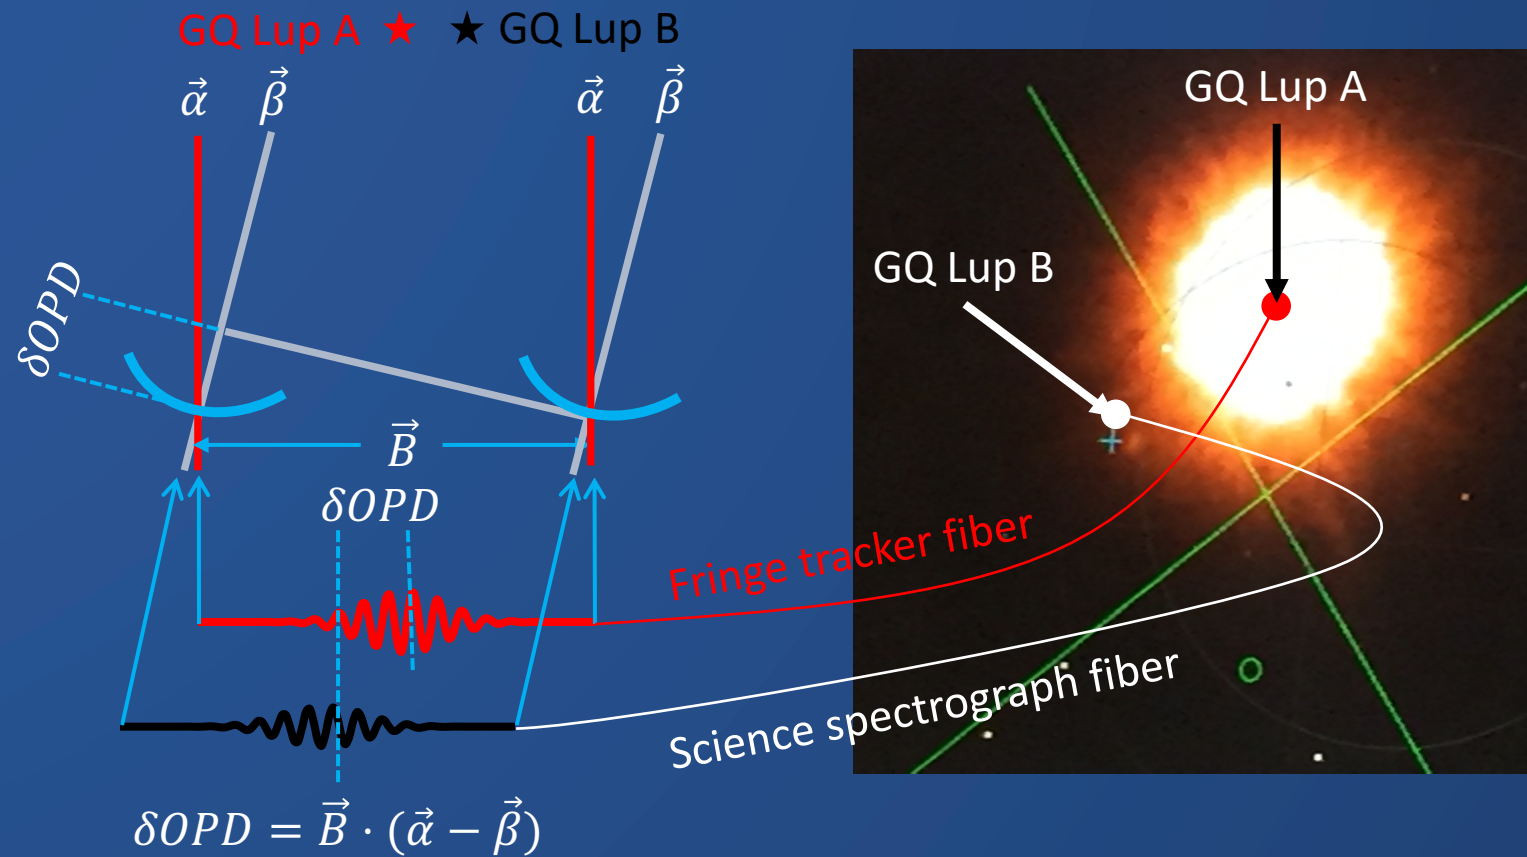 GQ Lup A ★ ★ GQ Lup B
α⃗ β⃗ α⃗ β⃗
δOPD
B⃗
δOPD
δOPD = B⃗ · (α⃗ − β⃗)
GQ Lup A
GQ Lup B
Fringe tracker fiber
Science spectrograph fiber